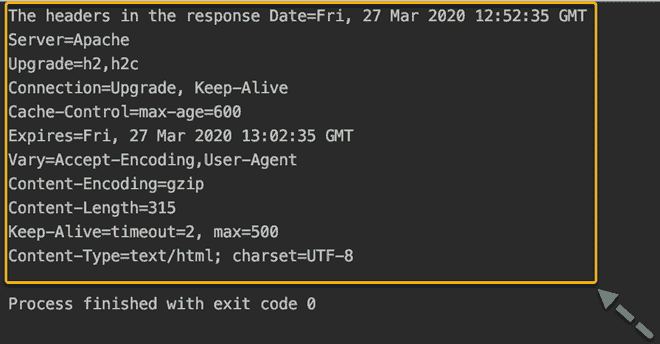 The headers in the response Date=Fri, 27 Mar 2020 12:52:35 GMT
Server=Apache
Upgrade=h2,h2c
Connection=Upgrade, Keep-Alive
Cache-Control=max-age=600
Expires=Fri, 27 Mar 2020 13:02:35 GMT
Vary=Accept-Encoding,User-Agent
Content-Encoding=gzip
Content-Length=315
Keep-Alive=timeout=2, max=500
Content-Type=text/html; charset=UTF-8
Process finished with exit code 0